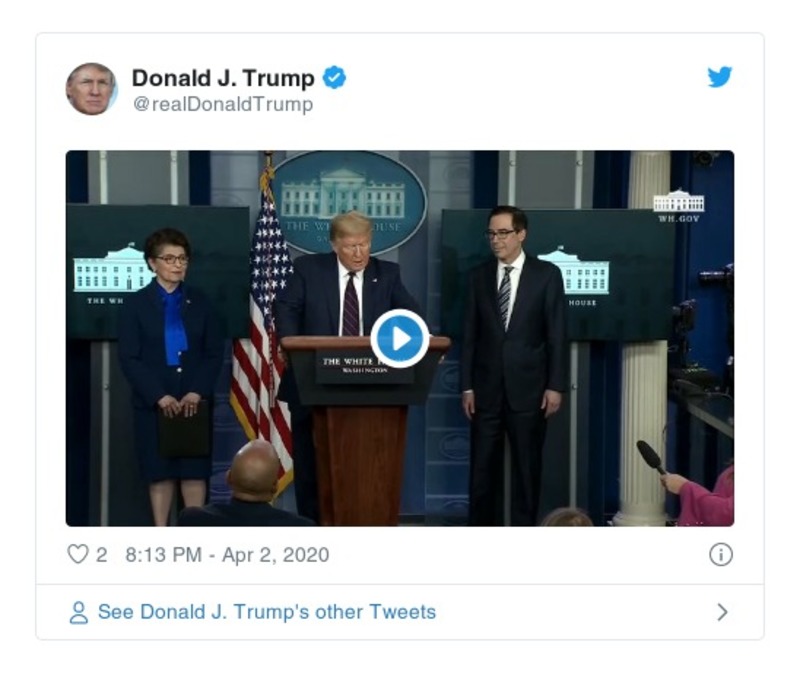 Donald J. Trump
@realDonaldTrump
THE WHITE HOUSE
WH.GOV
THE WH
HOUSE
THE WHITE H
WASHINGTON
2 8:13 PM - Apr 2, 2020
See Donald J. Trump's other Tweets